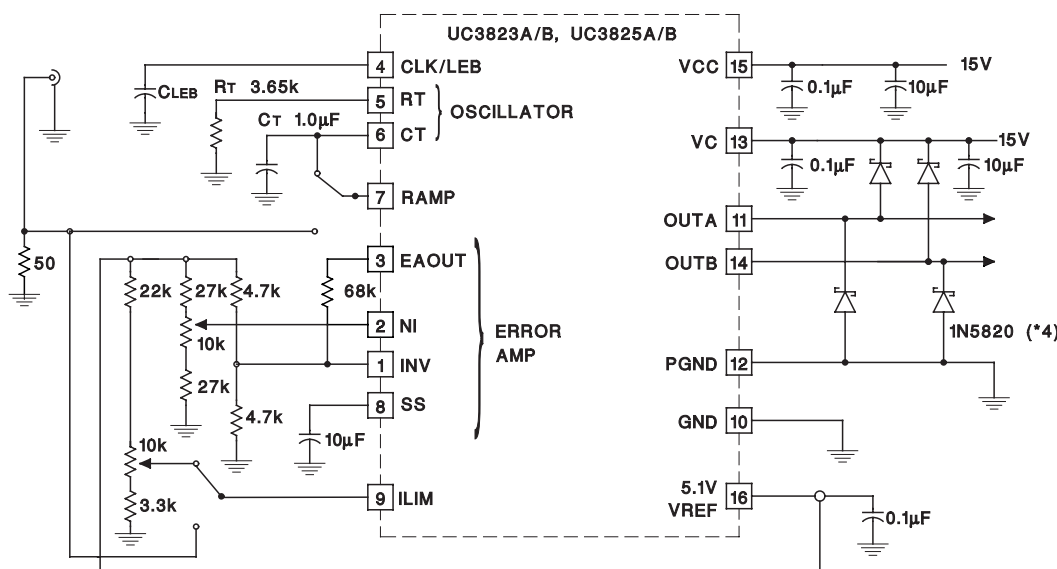 UC3823A/B, UC3825A/B
4 CLK/LEB
VCC 15
15V
CLEB
0.1µF
10µF
RT 3.65k
5 RT
OSCILLATOR
CT 1.0µF
6 CT
VC 13
15V
0.1µF
10µF
7 RAMP
OUTA 11
50
3 EAOUT
OUTB 14
22k
27k
4.7k
68k
2 NI
ERROR
AMP
10k
1N5820 (*4)
1 INV
PGND 12
27k
8 SS
4.7k
10µF
GND 10
10k
3.3k
9 ILIM
5.1V
VREF
16
0.1µF